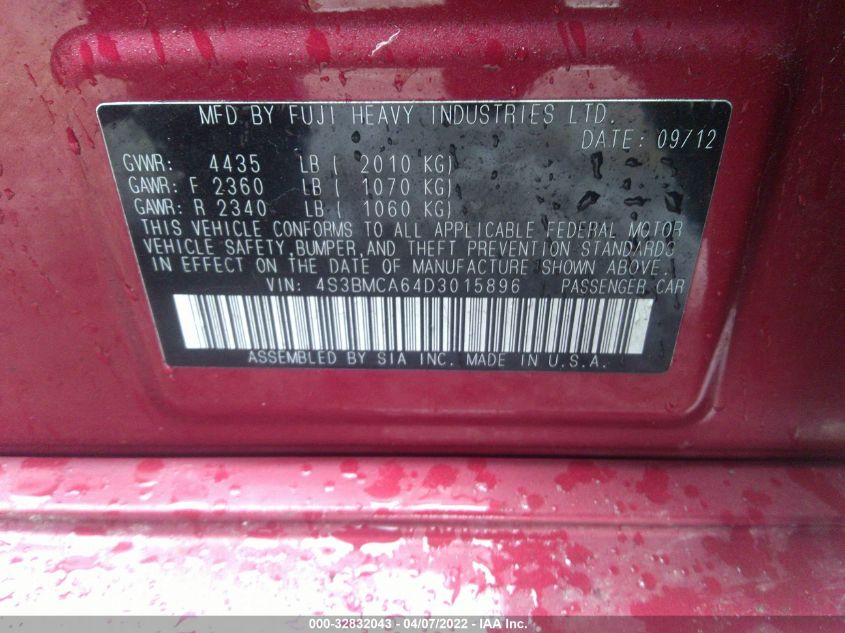 MFD BY FUJI HEAVY INDUSTRIES LTD.
DATE: 09/12
GVWR: 4435 LB ( 2010 KG)
GAWR: F 2360 LB ( 1070 KG)
GAWR: R 2340 LB ( 1060 KG)
THIS VEHICLE CONFORMS TO ALL APPLICABLE FEDERAL MOTOR
VEHICLE SAFETY,BUMPER,AND THEFT PREVENTION STANDARDS
IN EFFECT ON THE DATE OF MANUFACTURE SHOWN ABOVE.
VIN: 4S3BMCA64D3015896 PASSENGER CAR
ASSEMBLED BY SIA INC. MADE IN U.S.A.
000-32832043 - 04/07/2022 - IAA Inc.